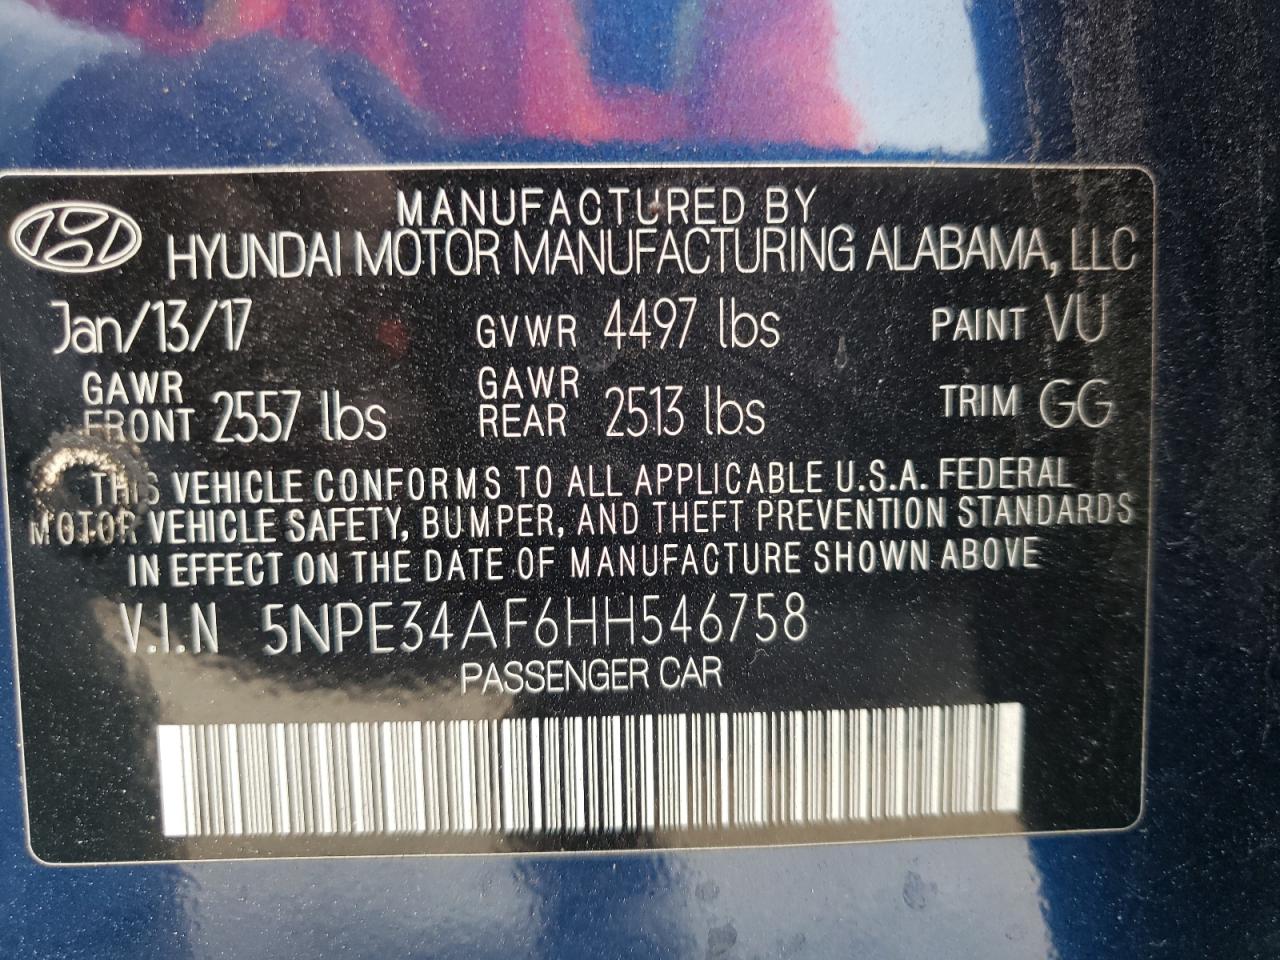 MANUFACTURED BY
HYUNDAI MOTOR MANUFACTURING ALABAMA, LLC
Jan/13/17 GVWR 4497 lbs PAINT VU
GAWR FRONT 2557 lbs GAWR REAR 2513 lbs TRIM GG
THIS VEHICLE CONFORMS TO ALL APPLICABLE U.S.A. FEDERAL
MOTOR VEHICLE SAFETY, BUMPER, AND THEFT PREVENTION STANDARDS
IN EFFECT ON THE DATE OF MANUFACTURE SHOWN ABOVE
V.I.N 5NPE34AF6HH546758
PASSENGER CAR